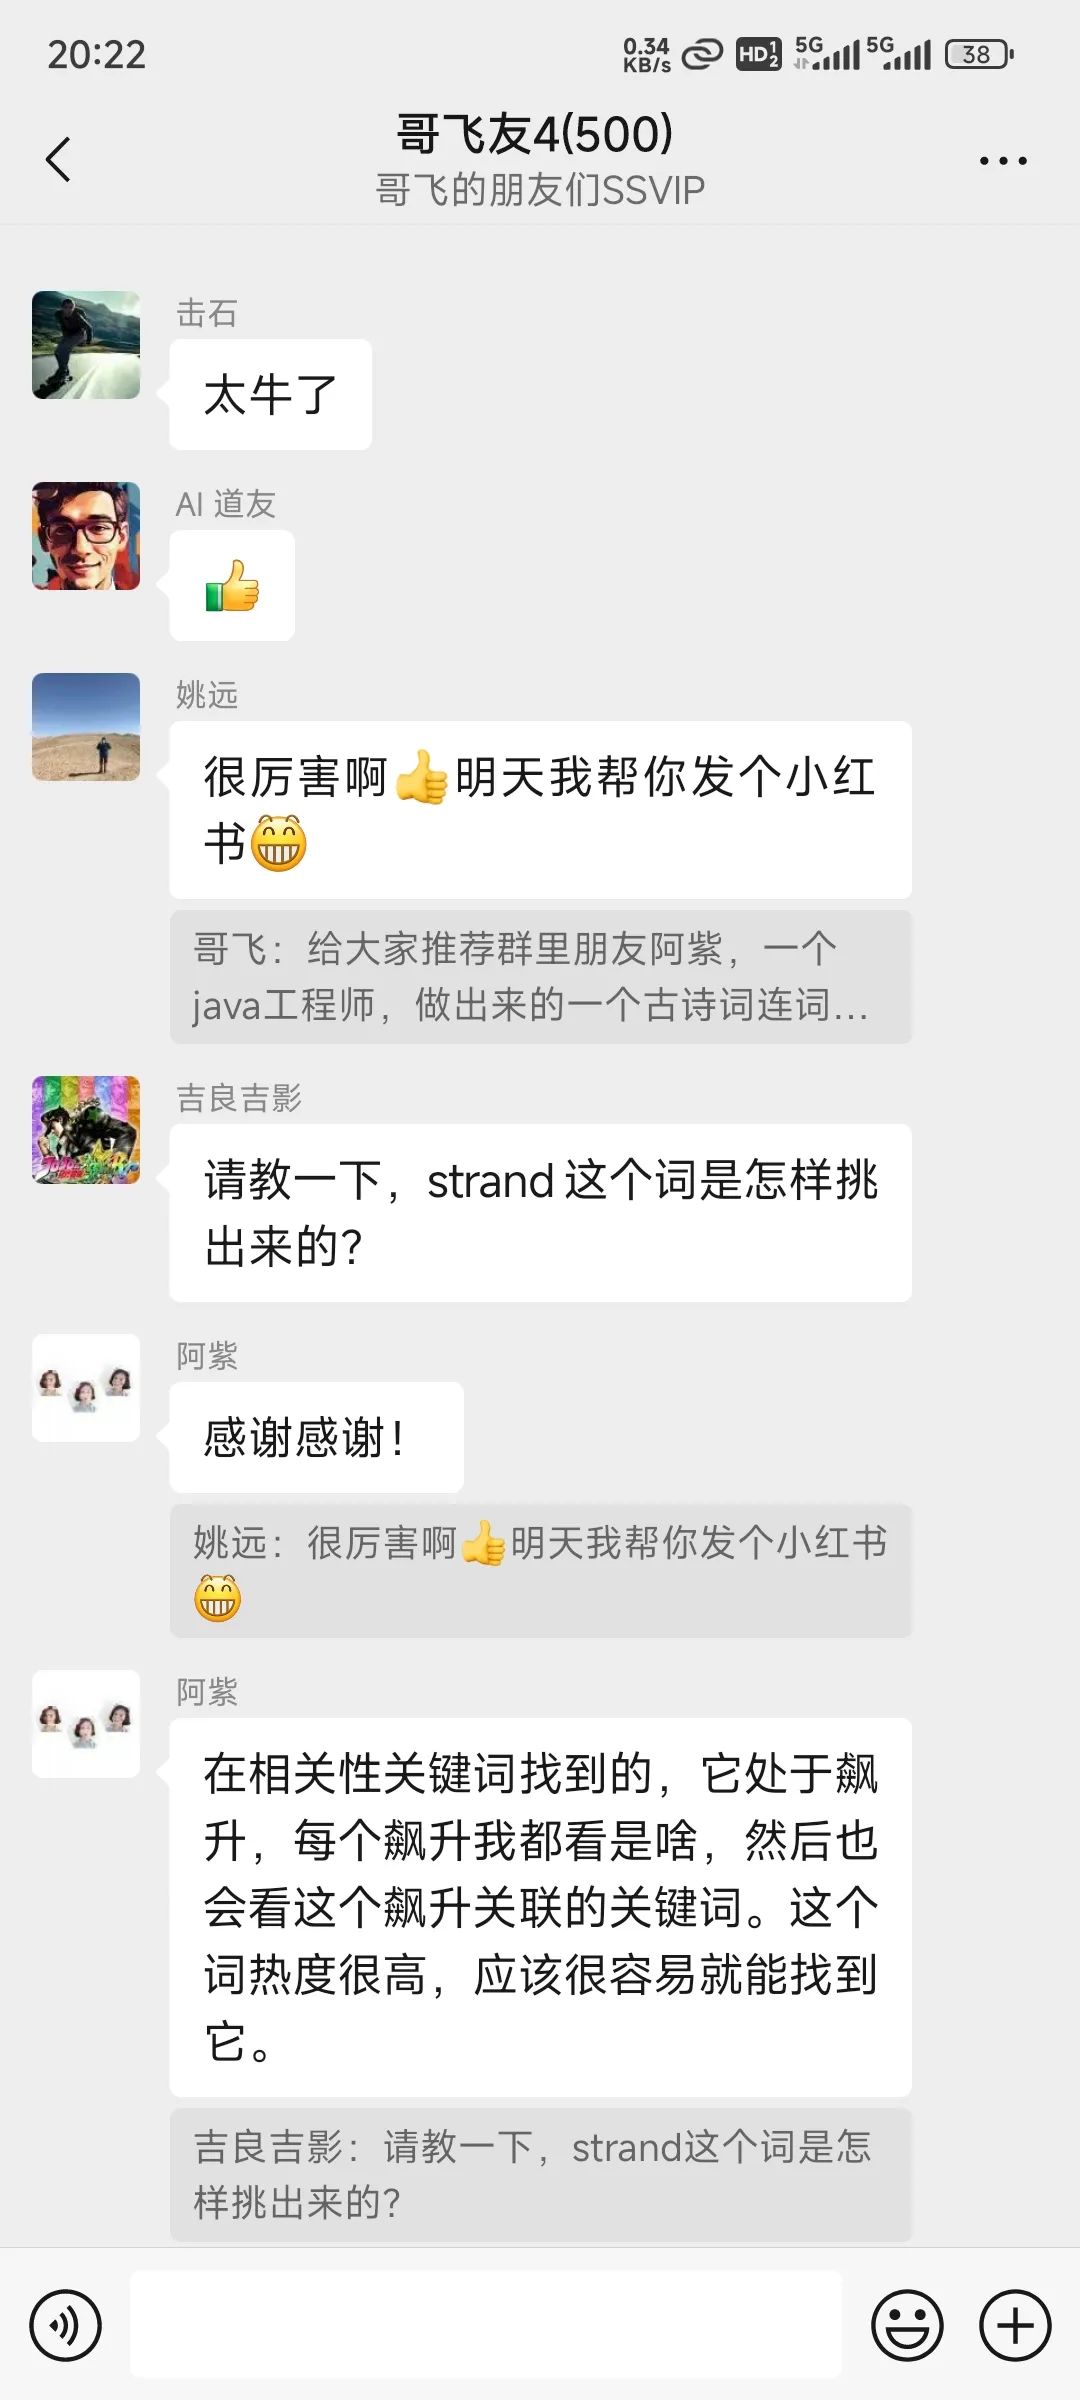 20:22
0.34
KB/s
HD 1 2
5G
5G
38
哥飞友4(500)
哥飞的朋友们SSVIP
击石
太牛了
AI 道友
👍
姚远
很厉害啊👍明天我帮你发个小红
书😁
哥飞：给大家推荐群里朋友阿紫，一个
java工程师，做出来的一个古诗词连词...
吉良吉影
请教一下，strand 这个词是怎样挑
出来的？
阿紫
感谢感谢！
姚远：很厉害啊👍明天我帮你发个小红书
😁
阿紫
在相关性关键词找到的，它处于飙
升，每个飙升我都看是啥，然后也
会看这个飙升关联的关键词。这个
词热度很高，应该很容易就能找到
它。
吉良吉影：请教一下，strand这个词是怎
样挑出来的？